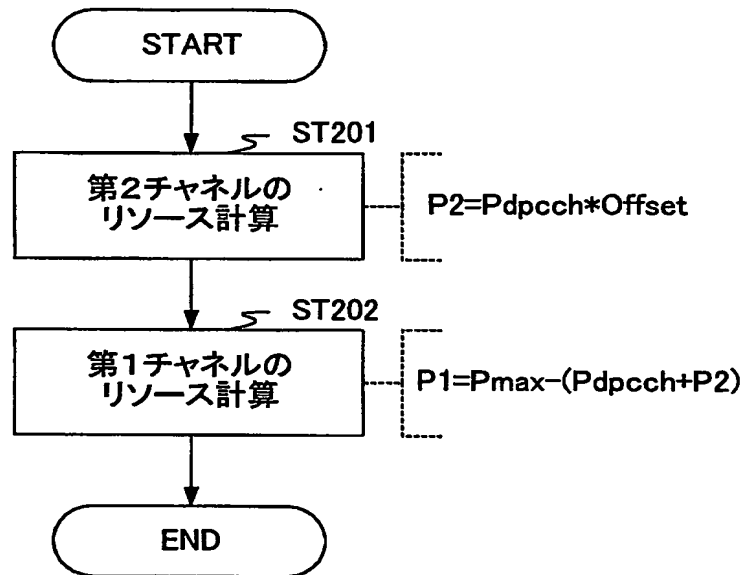 START
ST201
第2チャネルの
リソース計算
P2=Pdpcch*Offset
ST202
第1チャネルの
リソース計算
P1=Pmax-(Pdpcch+P2)
END